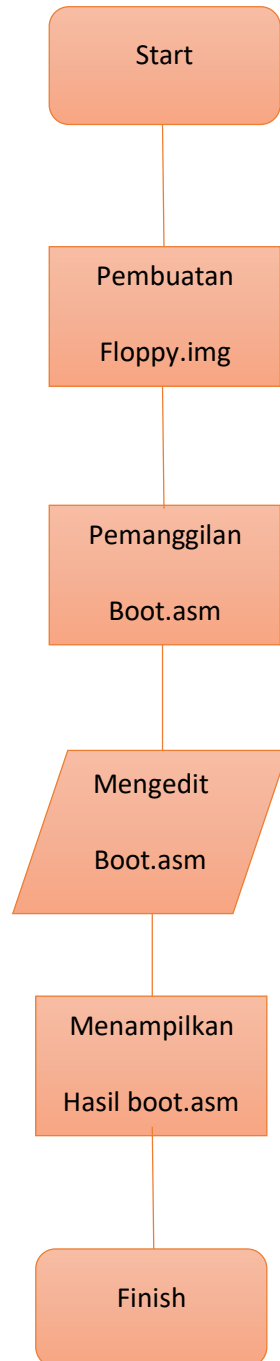 Start
Pembuatan
Floppy.img
Pemanggilan
Boot.asm
Mengedit
Boot.asm
Menampilkan
Hasil boot.asm
Finish